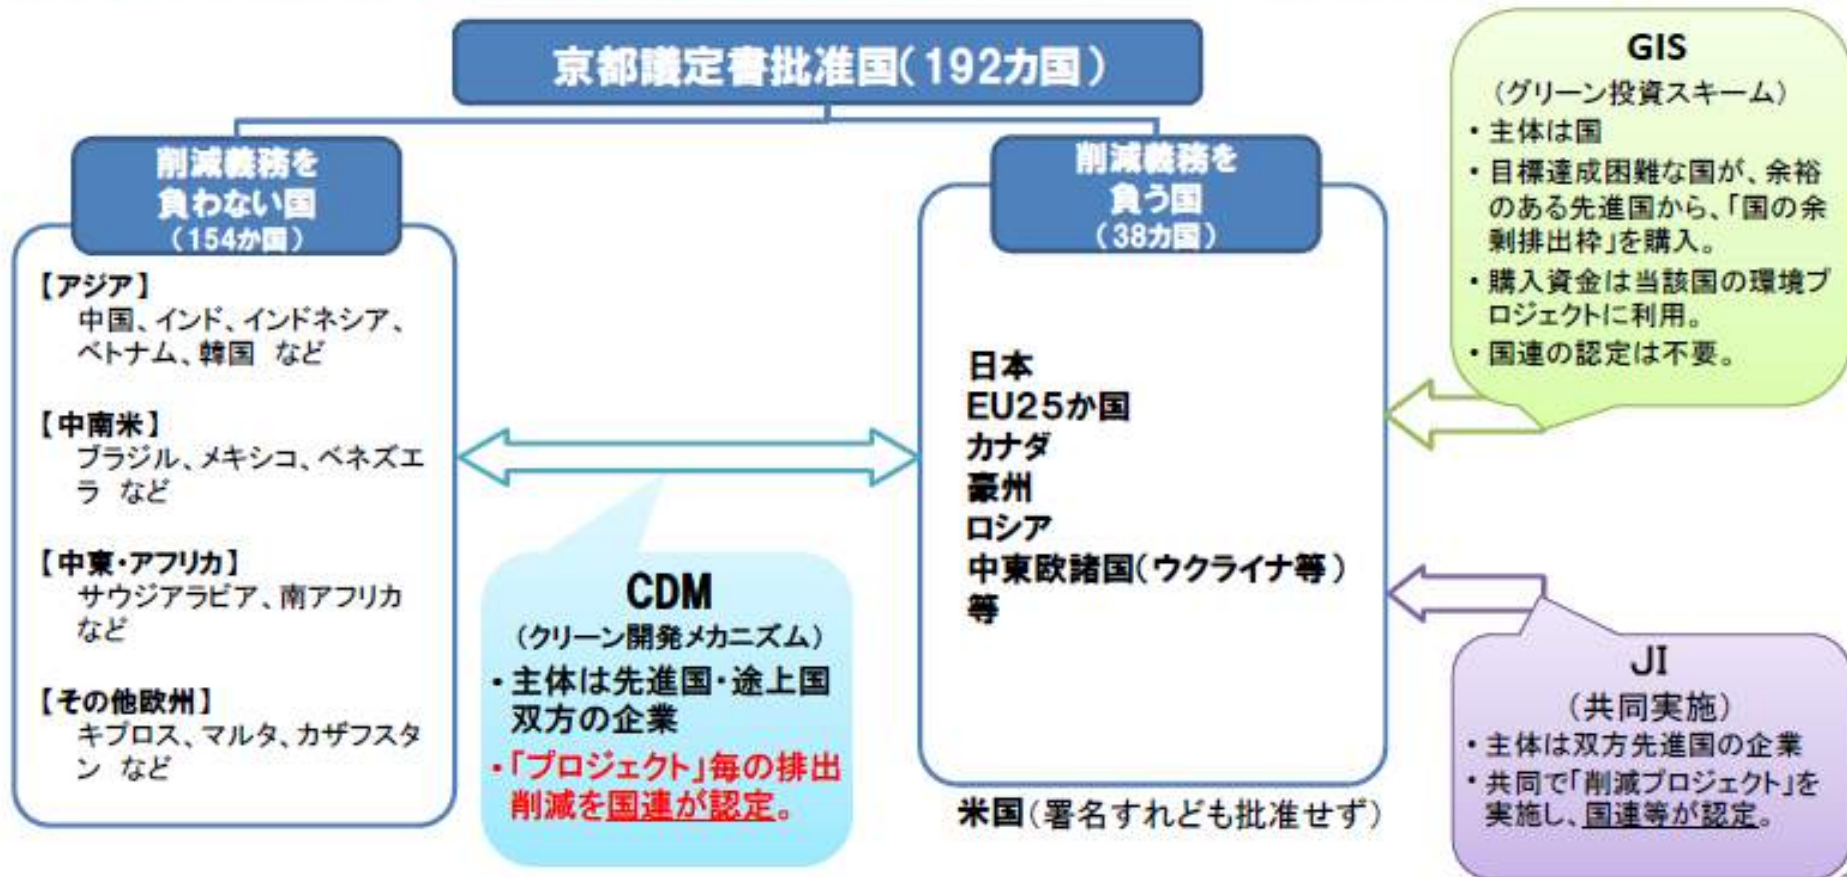 京都議定書批准国(192カ国)
削減義務を
負わない国
(154か国)
【アジア】
中国、インド、インドネシア、
ベトナム、韓国 など
【中南米】
ブラジル、メキシコ、ベネズエ
ラ など
【中東・アフリカ】
サウジアラビア、南アフリカ
など
【その他欧州】
キプロス、マルタ、カザフスタ
ン など
CDM
(クリーン開発メカニズム)
・主体は先進国・途上国
双方の企業
・「プロジェクト」毎の排出
削減を国連が認定。
削減義務を
負う国
(38カ国)
日本
EU25か国
カナダ
豪州
ロシア
中東欧諸国(ウクライナ等)
等
米国(署名すれども批准せず)
GIS
(グリーン投資スキーム)
・主体は国
・目標達成困難な国が、余裕
のある先進国から、「国の余
剰排出枠」を購入。
・購入資金は当該国の環境プ
ロジェクトに利用。
・国連の認定は不要。
JI
(共同実施)
・主体は双方先進国の企業
・共同で「削減プロジェクト」を
実施し、国連等が認定。